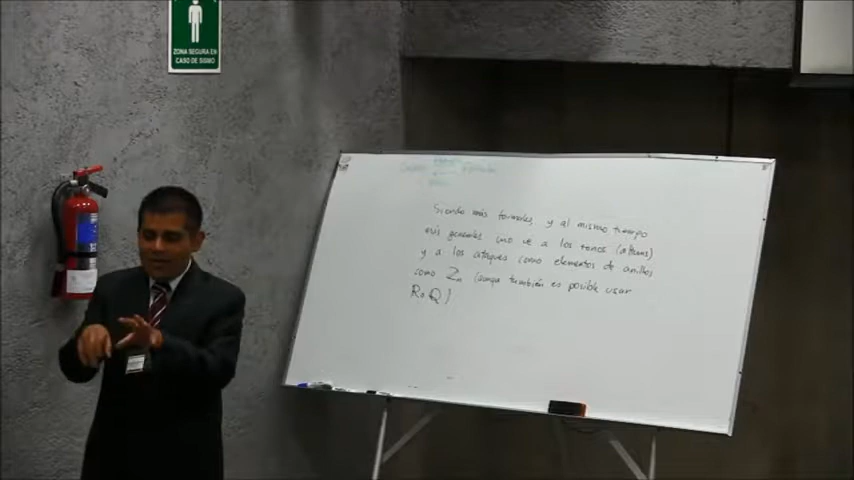 ZONA SEGURA EN
CASO DE SISMO
Siendo más formales, y al mismo tiempo
más generales, uno ve a los tonos (alturas)
y a los ataques como elementos de anillos
como Zn (aunque también es posible usar
R o Q)